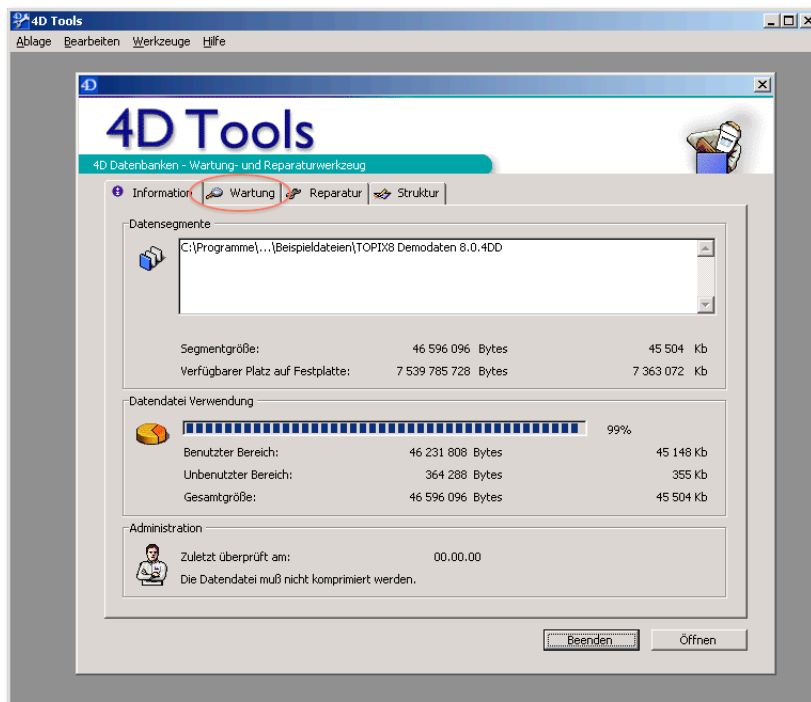 4D Tools
Ablage Bearbeiten Werkzeuge Hilfe
4D
4D Tools
4D Datenbanken - Wartung- und Reparaturwerkzeug
Information Wartung Reparatur Struktur
Datensegmente
C:\Programme\...\Beispieldateien\TOPIX8 Demodaten 8.0.4DD
Segmentgröße: 46 596 096 Bytes 45 504 Kb
Verfügbarer Platz auf Festplatte: 7 539 785 728 Bytes 7 363 072 Kb
Datendatei Verwendung
99%
Benutzter Bereich: 46 231 808 Bytes 45 148 Kb
Unbenutzter Bereich: 364 288 Bytes 355 Kb
Gesamtgröße: 46 596 096 Bytes 45 504 Kb
Administration
Zuletzt überprüft am: 00.00.00
Die Datendatei muß nicht komprimiert werden.
Beenden Öffnen